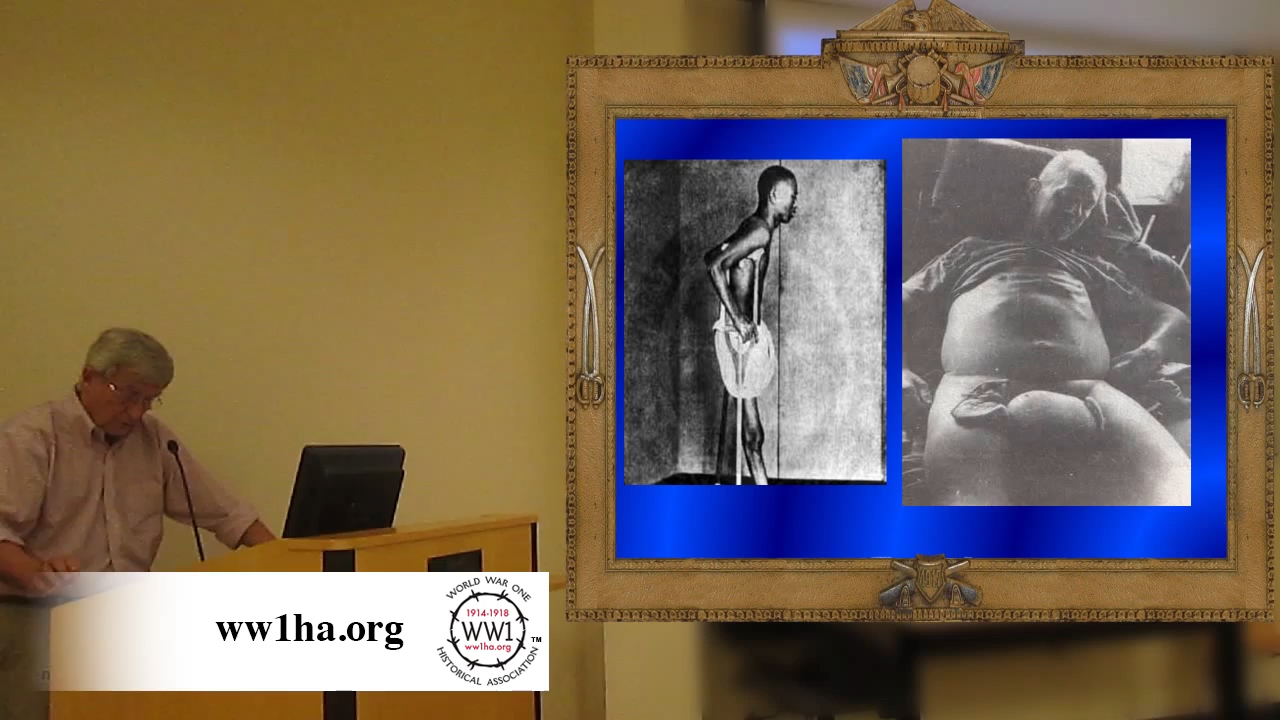 ww1ha.org
WORLD WAR ONE
1914-1918
WW1
ww1ha.org
HISTORICAL ASSOCIATION
TM